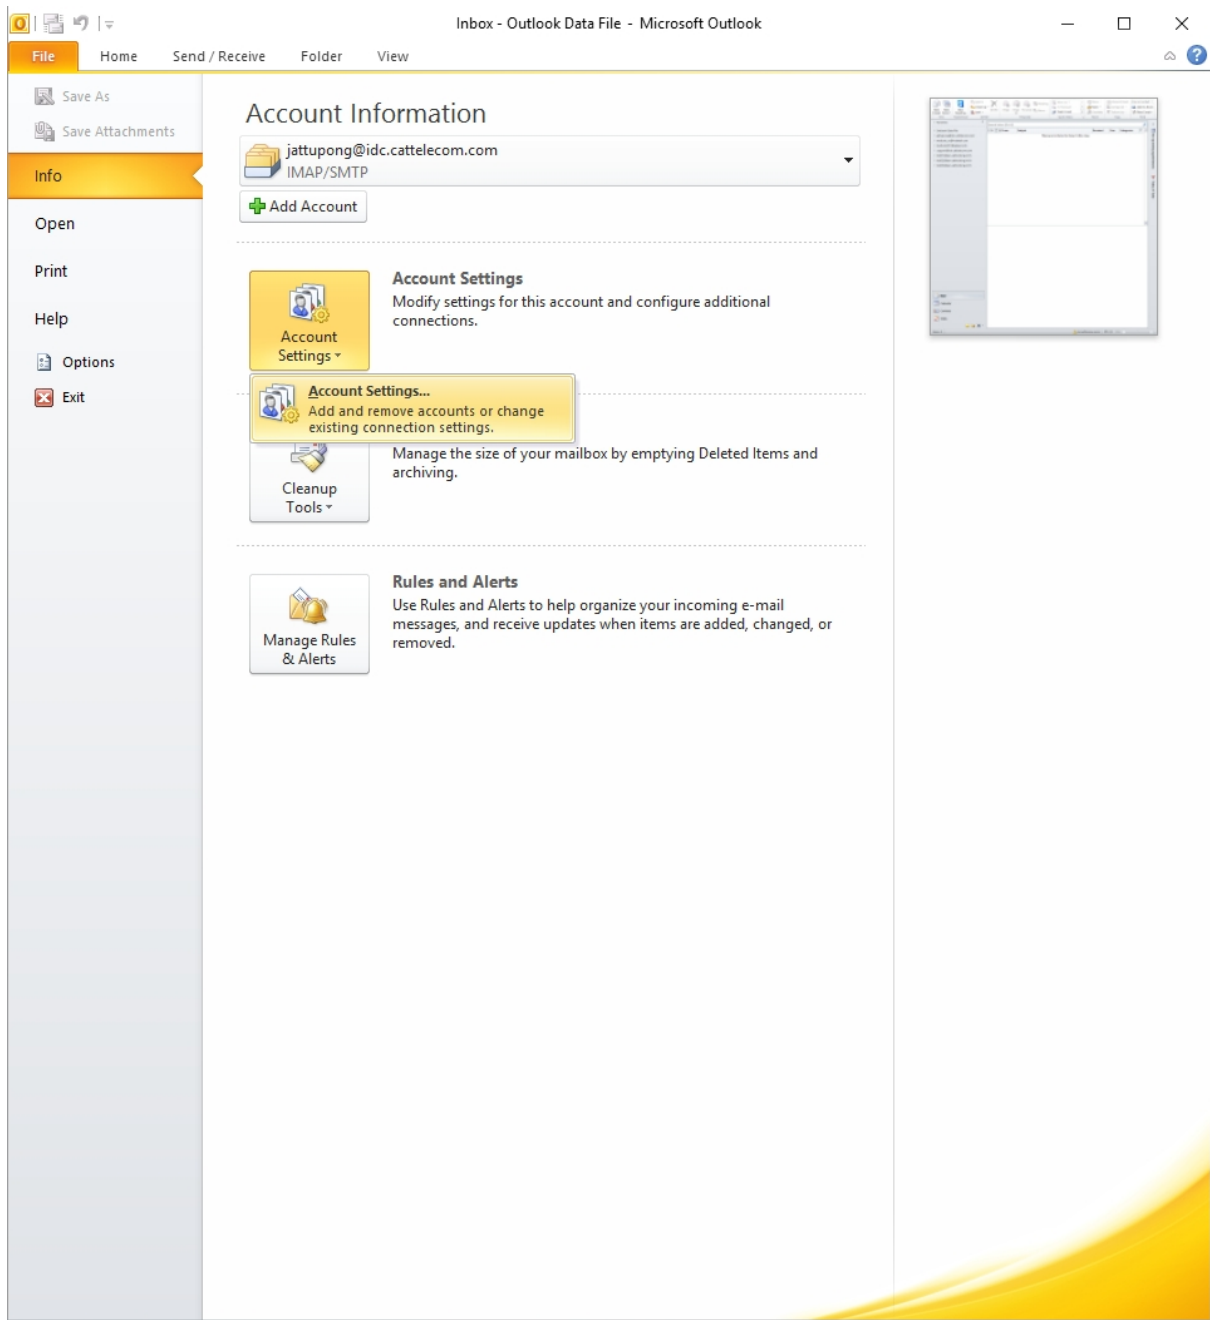 Inbox - Outlook Data File - Microsoft Outlook
File
Home
Send / Receive
Folder
View
Save As
Save Attachments
Info
Open
Print
Help
Options
Exit
Account Information
jattupong@idc.cattelecom.com
IMAP/SMTP
Add Account
Account
Settings
Account Settings
Modify settings for this account and configure additional
connections.
Account Settings...
Add and remove accounts or change
existing connection settings.
Cleanup
Tools
Manage the size of your mailbox by emptying Deleted Items and
archiving.
Manage Rules
& Alerts
Rules and Alerts
Use Rules and Alerts to help organize your incoming e-mail
messages, and receive updates when items are added, changed, or
removed.